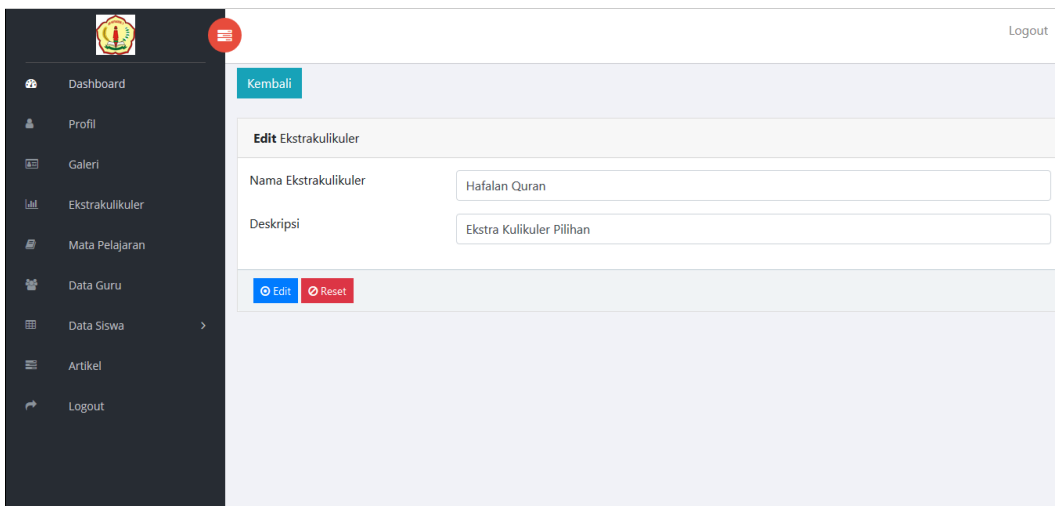 Logout
Dashboard
Profil
Galeri
Ekstrakulikuler
Mata Pelajaran
Data Guru
Data Siswa
Artikel
Logout
Kembali
Edit Ekstrakulikuler
Nama Ekstrakulikuler
Hafalan Quran
Deskripsi
Ekstra Kulikuler Pilihan
Edit
Reset